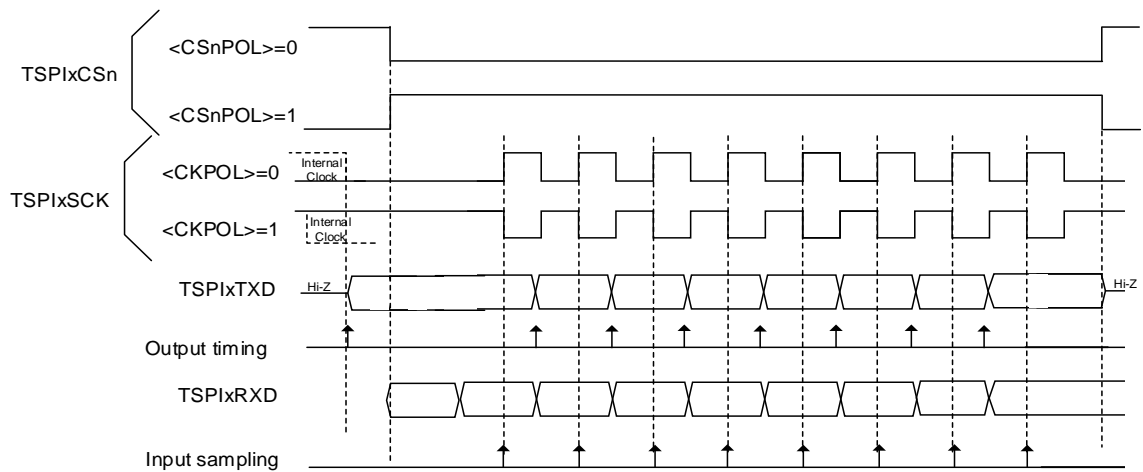 <CSnPOL>=0
TSPIxCSn
<CSnPOL>=1
Internal
Clock
<CKPOL>=0
TSPIxSCK
<CKPOL>=1
Internal
Clock
TSPIxTXD
Hi-Z
Hi-Z
Output timing
TSPIxRXD
Input sampling